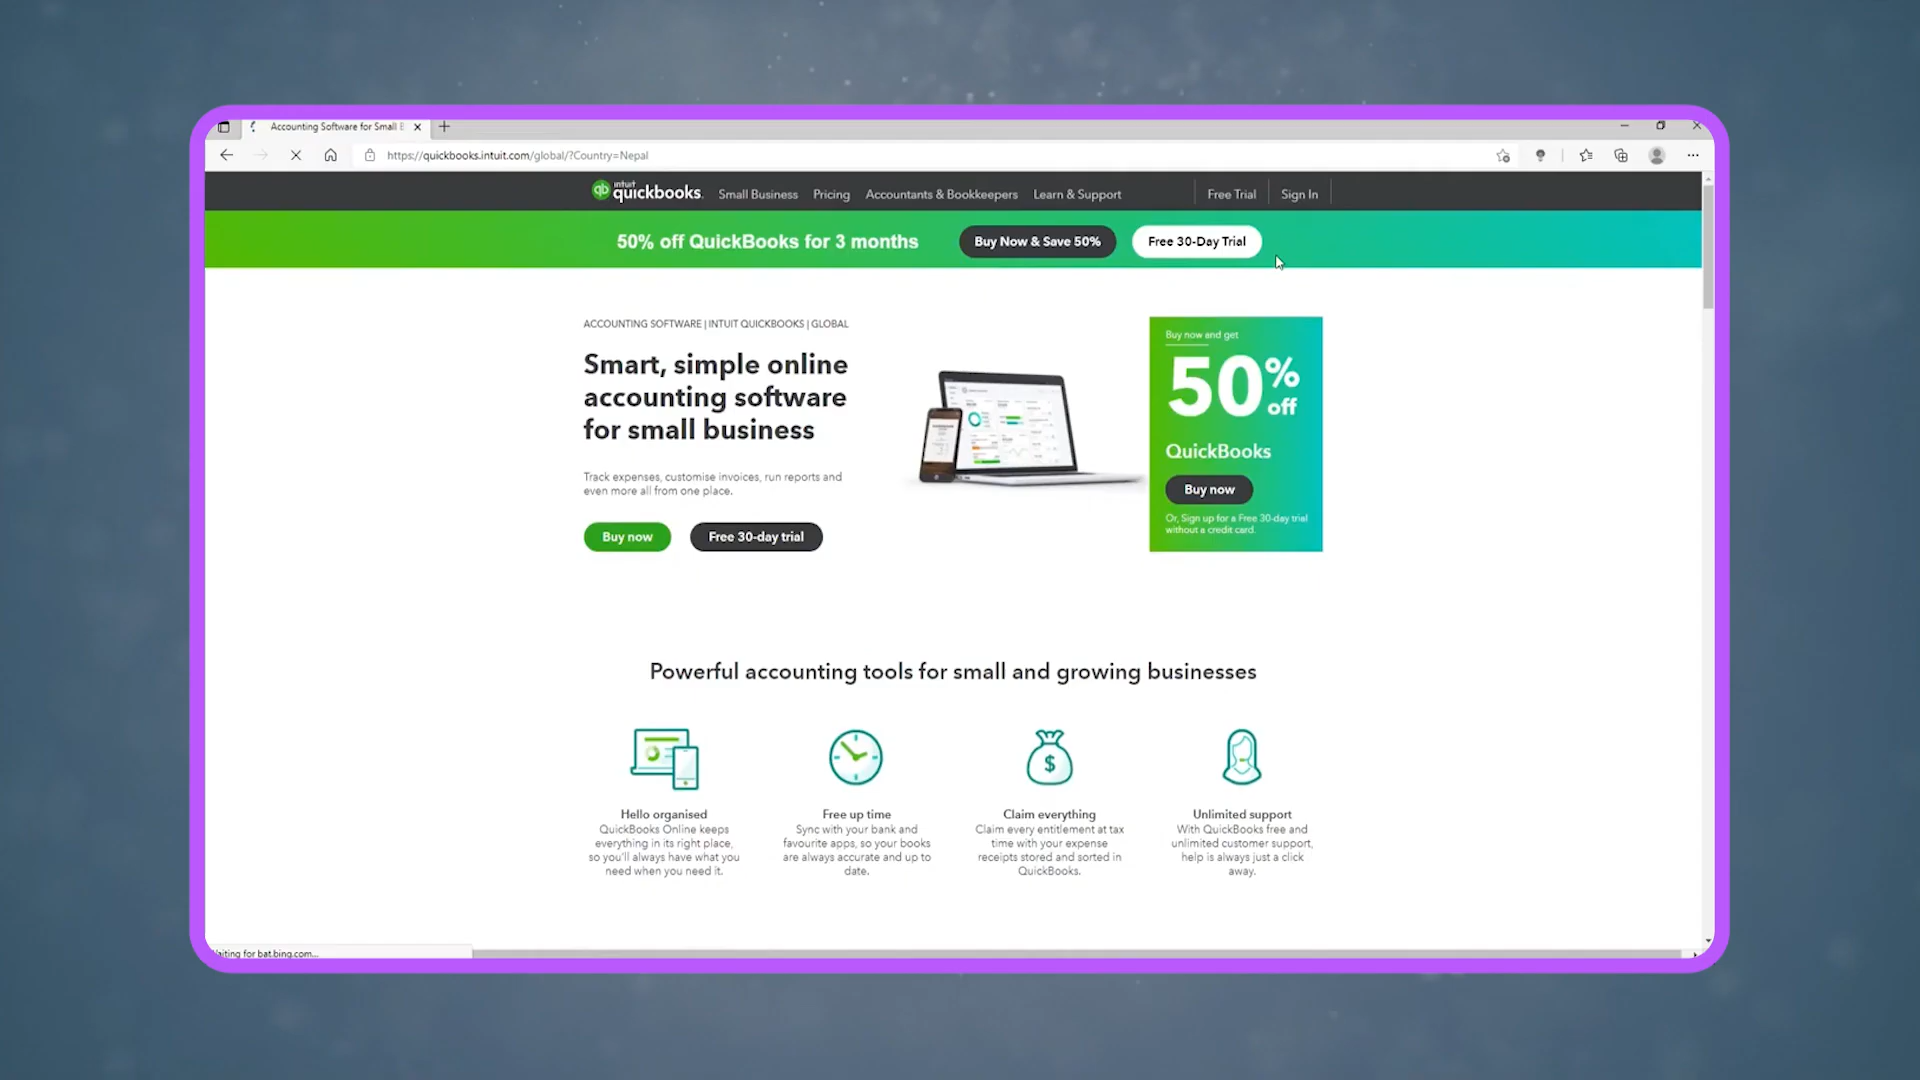 Accounting Software for Small B
https://quickbooks.intuit.com/global/?Country=Nepal
qb intuit quickbooks.
Small Business Pricing Accountants & Bookkeepers Learn & Support Free Trial Sign In
50% off QuickBooks for 3 months Buy Now & Save 50% Free 30-Day Trial
ACCOUNTING SOFTWARE | INTUIT QUICKBOOKS | GLOBAL
Smart, simple online
accounting software
for small business
Track expenses, customise invoices, run reports and
even more all from one place.
Buy now Free 30-day trial
Buy now and get
50% off
QuickBooks
Buy now
Or, Sign up for a Free 30-day trial
without a credit card.
Powerful accounting tools for small and growing businesses
Hello organised
QuickBooks Online keeps
everything in its right place,
so you'll always have what you
need when you need it.
Free up time
Sync with your bank and
favourite apps, so your books
are always accurate and up to
date.
Claim everything
Claim every entitlement at tax
time with your expense
receipts stored and sorted in
QuickBooks.
$
Unlimited support
With QuickBooks free and
unlimited customer support,
help is always just a click
away.
Waiting for bat.bing.com...